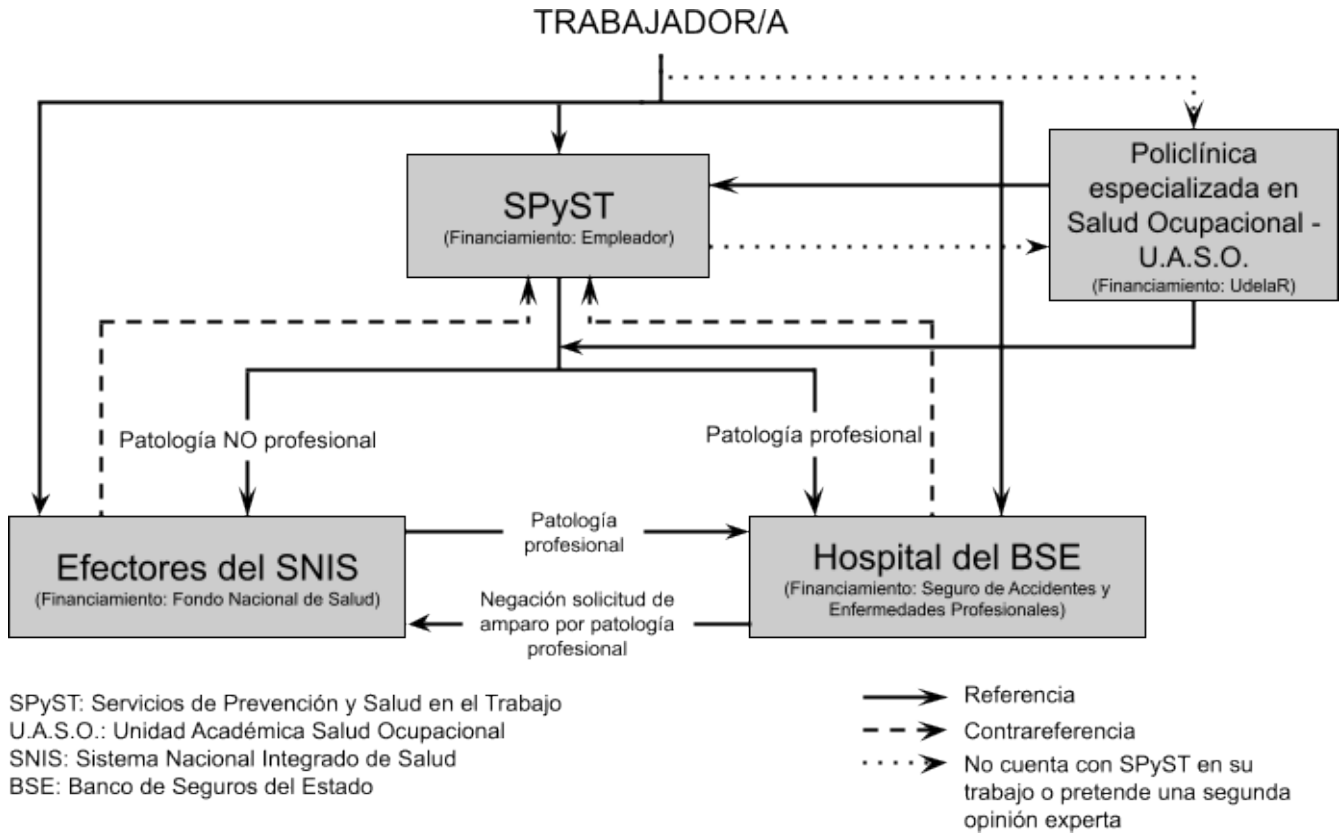 TRABAJADOR/A
SPyST
(Financiamiento: Empleador)
Policlínica
especializada en
Salud Ocupacional -
U.A.S.O.
(Financiamiento: UdelaR)
Patología NO profesional
Patología profesional
Efectores del SNIS
(Financiamiento: Fondo Nacional de Salud)
Patología
profesional
Negación solicitud de
amparo por patología
profesional
Hospital del BSE
(Financiamiento: Seguro de Accidentes y
Enfermedades Profesionales)
SPyST: Servicios de Prevención y Salud en el Trabajo
U.A.S.O.: Unidad Académica Salud Ocupacional
SNIS: Sistema Nacional Integrado de Salud
BSE: Banco de Seguros del Estado
Referencia
Contrareferencia
No cuenta con SPyST en su
trabajo o pretende una segunda
opinión experta